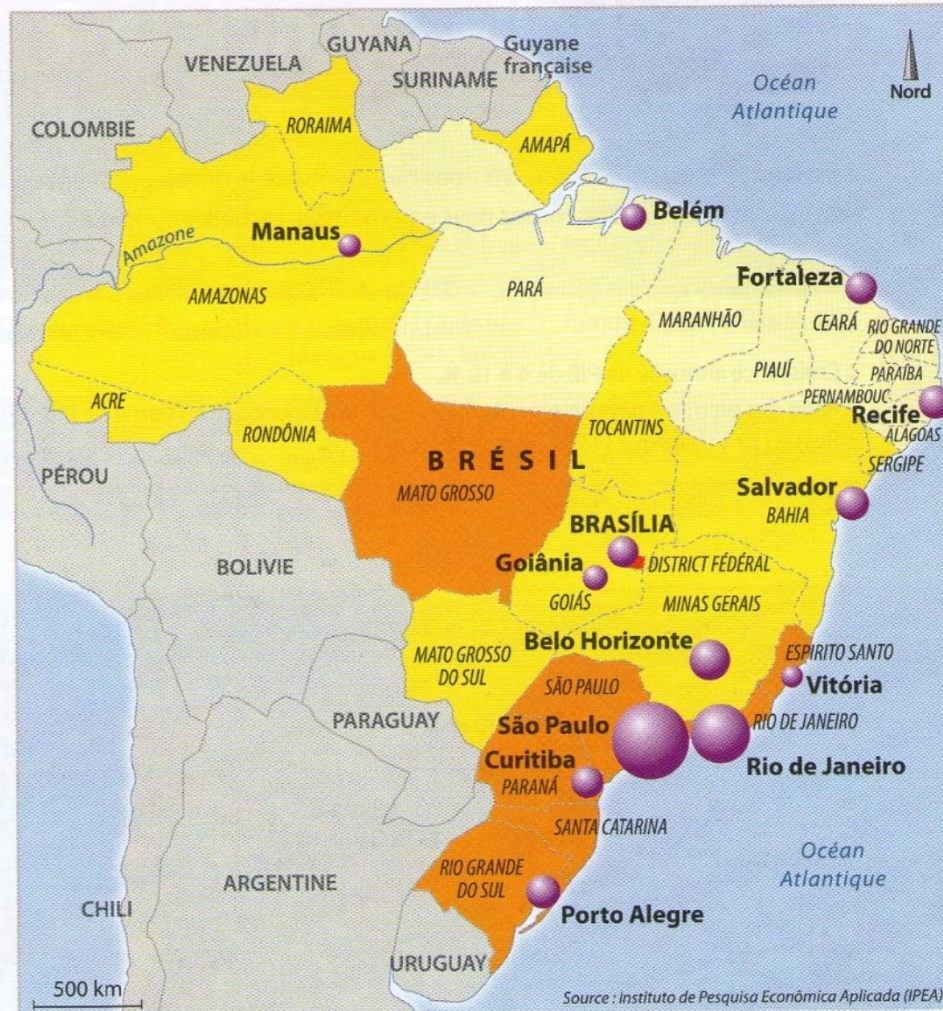 GUYANA
Guyane
française
VENEZUELA
SURINAME
Océan
Atlantique
Nord
COLOMBIE
RORAIMA
AMAPÁ
Belém
Manaus
Amazone
Fortaleza
AMAZONAS
PARÁ
MARANHÃO
CEARÁ
RIO GRANDE
DO NORTE
PIAUÍ
PARAÍBA
PERNAMBOUC
Recife
ALAGOAS
ACRE
RONDÔNIA
TOCANTINS
SERGIPE
BRÉSIL
PÉROU
MATO GROSSO
Salvador
BAHIA
BRASÍLIA
Goiânia
DISTRICT FÉDÉRAL
BOLIVIE
GOIÁS
MINAS GERAIS
Belo Horizonte
ESPIRITO SANTO
MATO GROSSO
DO SUL
SÃO PAULO
Vitória
PARAGUAY
São Paulo
RIO DE JANEIRO
Curitiba
Rio de Janeiro
PARANÁ
SANTA CATARINA
RIO GRANDE
DO SUL
Océan
Atlantique
ARGENTINE
CHILI
Porto Alegre
URUGUAY
500 km
Source : Instituto de Pesquisa Econômica Aplicada (IPEA)